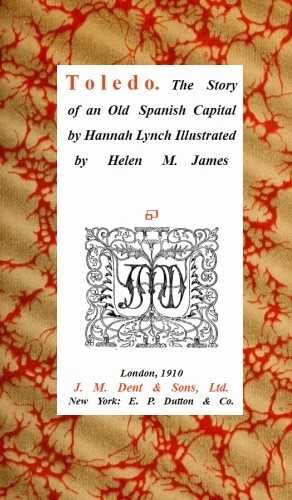 Toledo. The Story
of an Old Spanish Capital
by Hannah Lynch Illustrated
by Helen M. James
London, 1910
J. M. Dent & Sons, Ltd.
New York: E. P. Dutton & Co.